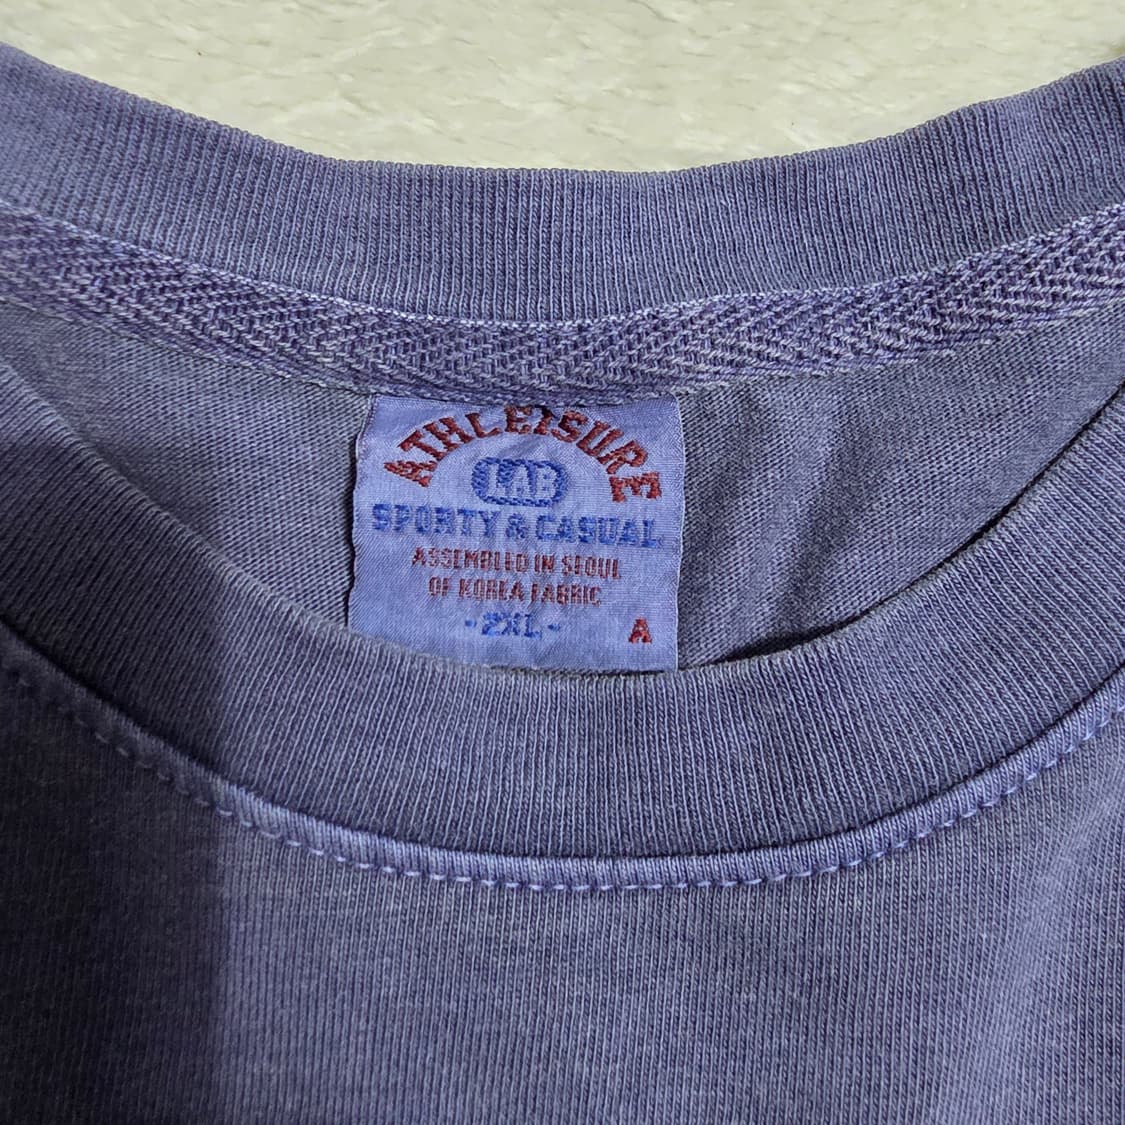 ATHLEISURE
LAB
SPORTY & CASUAL
ASSEMBLED IN SEOUL
OF KOREA FABRIC
-2XL-
A